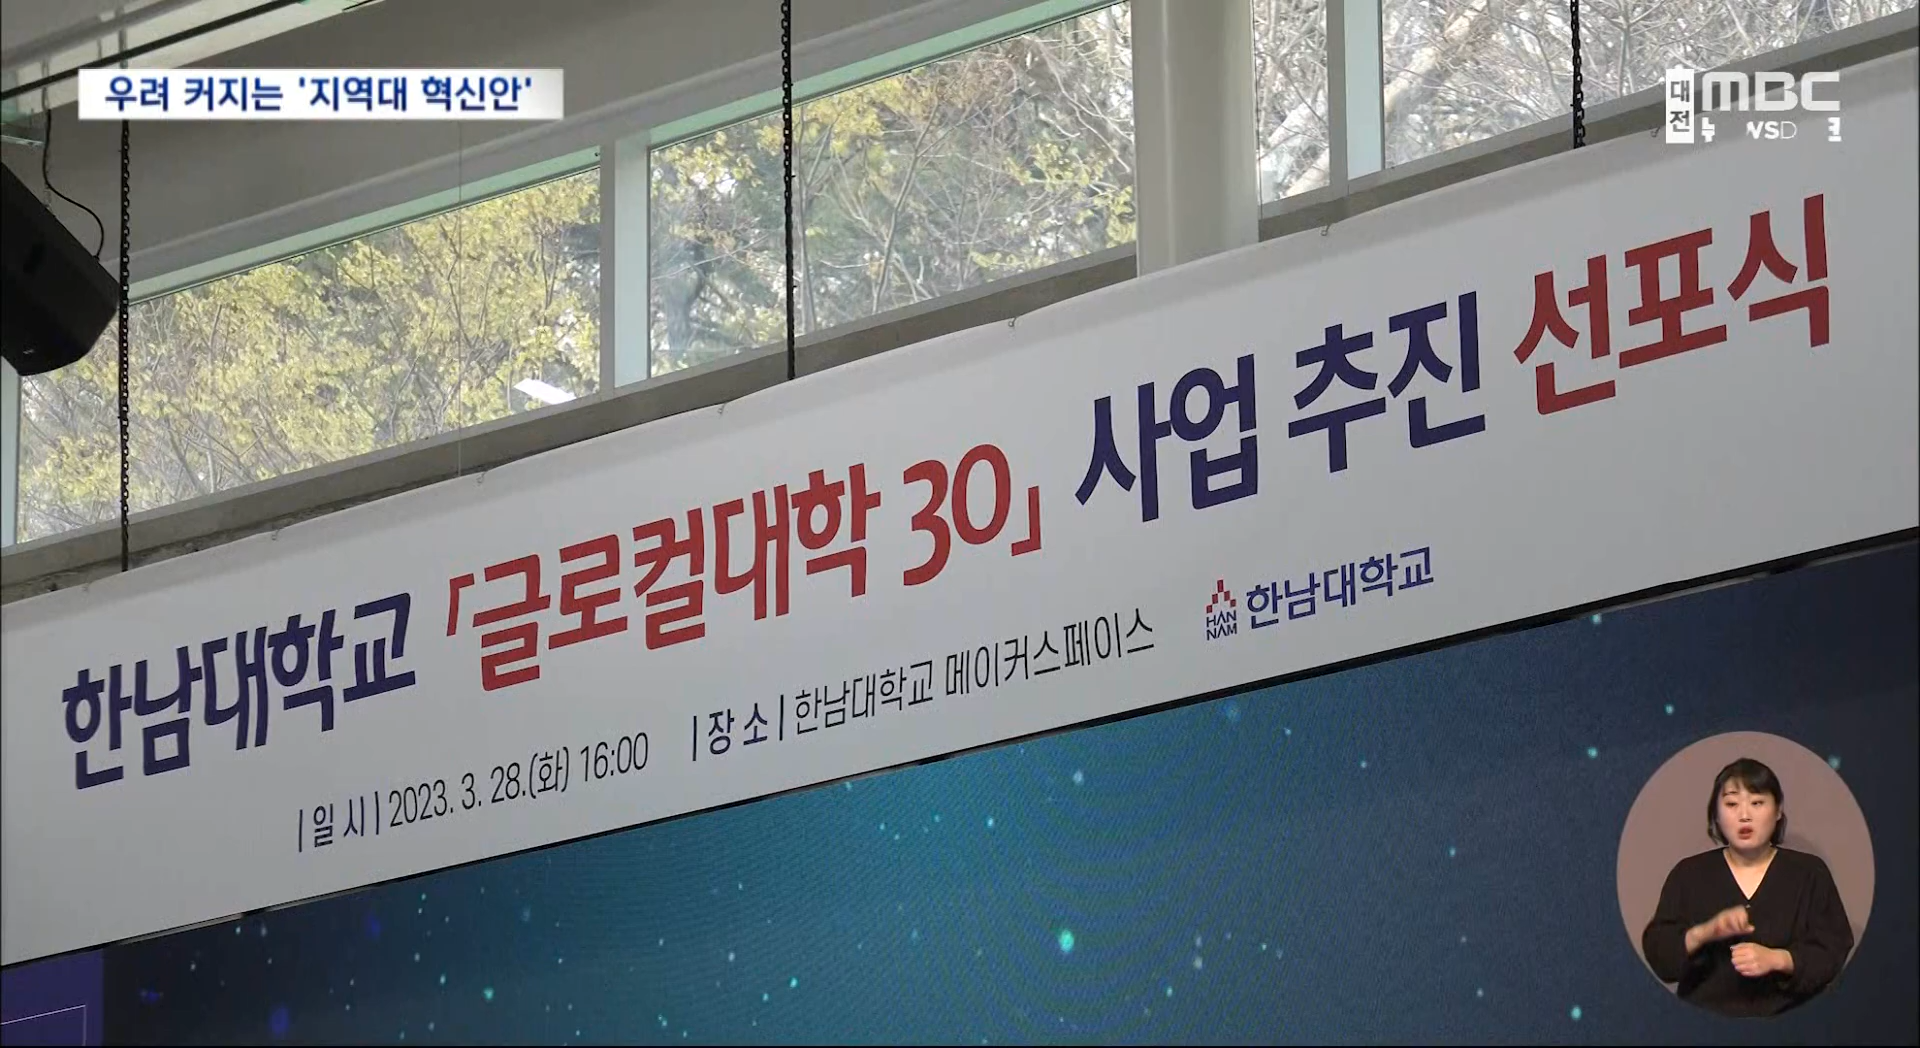 우려 커지는 '지역대 혁신안'
대전 MBC
한남대학교 「글로컬대학 30」 사업 추진 선포식
|일 시| 2023. 3. 28.(화) 16:00 |장 소| 한남대학교 메이커스페이스
HAN NAM 한남대학교